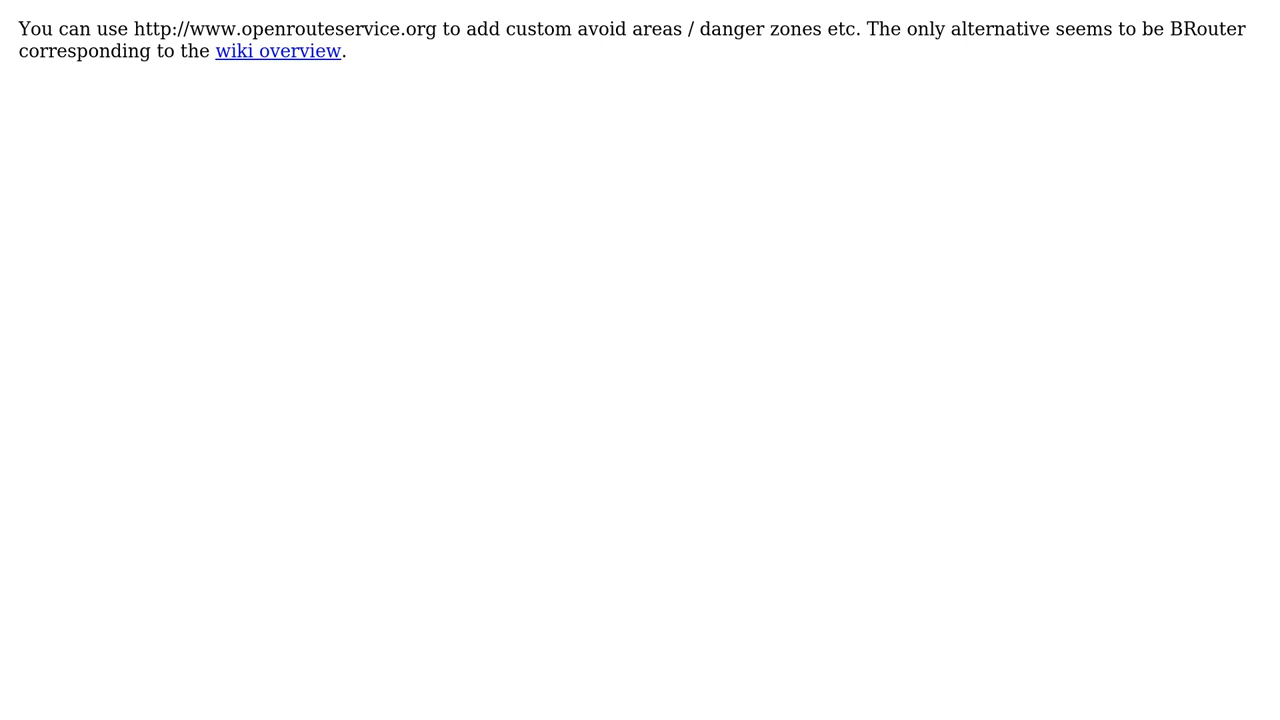 You can use http://www.openrouteservice.org to add custom avoid areas / danger zones etc. The only alternative seems to be BRouter
corresponding to the wiki overview.